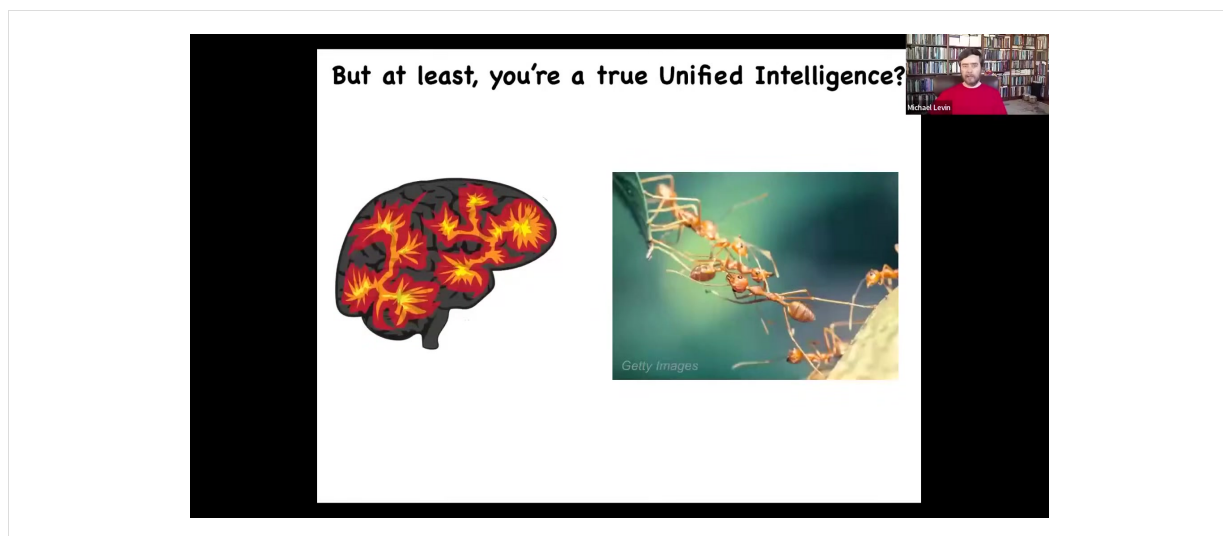 But at least, you're a true Unified Intelligence?
Michael Levin
Getty Images